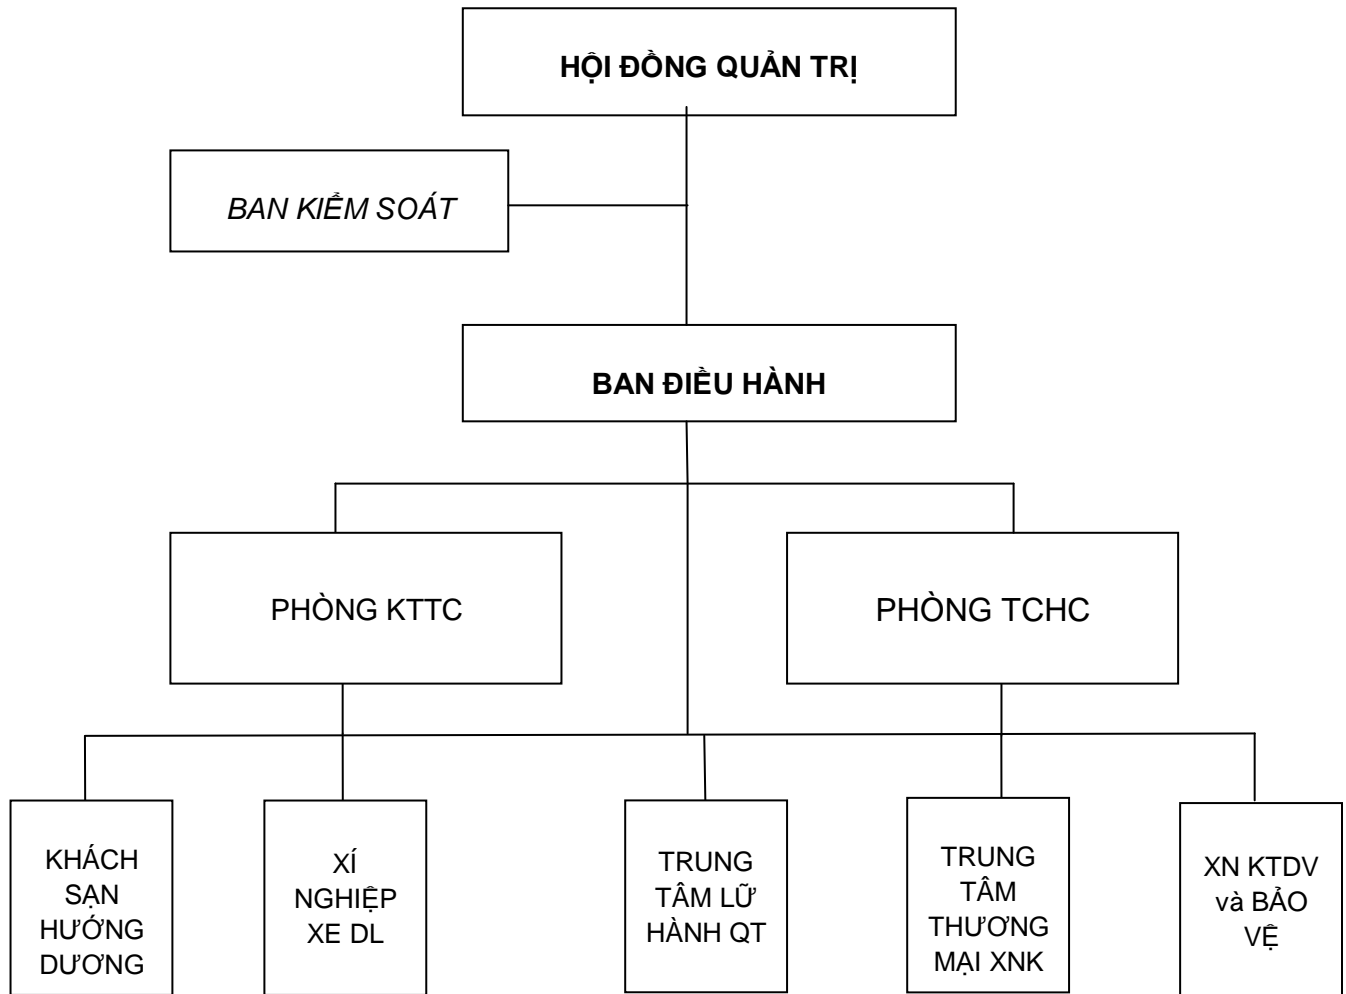 HỘI ĐỒNG QUẢN TRỊ
BAN KIỂM SOÁT
BAN ĐIỀU HÀNH
PHÒNG KTTC
PHÒNG TCHC
KHÁCH
SẠN
HƯỚNG
DƯƠNG
XÍ
NGHIỆP
XE DL
TRUNG
TÂM LỮ
HÀNH QT
TRUNG
TÂM
THƯƠNG
MẠI XNK
XN KTDV
và BẢO
VỆ